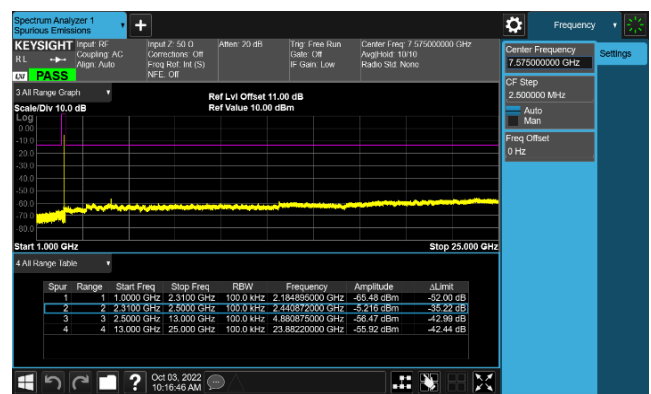 Spectrum Analyzer 1
Spurious Emissions
Frequency
KEYSIGHT
Input: RF
Coupling: AC
Align: Auto
Input Z: 50 Ω
Corrections: Off
Freq Ref: Int (S)
NFE: Off
Atten: 20 dB
Trig: Free Run
Gate: Off
IF Gain: Low
Center Freq: 7.575000000 GHz
Avg|Hold: 10/10
Radio Std: None
RL
PASS
Center Frequency
7.575000000 GHz
Settings
CF Step
2.500000 MHz
Auto
Man
Freq Offset
0 Hz
3 All Range Graph
Scale/Div 10.0 dB
Ref Lvl Offset 11.00 dB
Ref Value 10.00 dBm
Log
0.00
-10.0
-20.0
-30.0
-40.0
-50.0
-60.0
-70.0
-80.0
Start 1.000 GHz
Stop 25.000 GHz
4 All Range Table
Spur Range Start Freq Stop Freq RBW Frequency Amplitude ΔLimit
1 1 1.0000 GHz 2.3100 GHz 100.0 kHz 2.184895000 GHz -65.48 dBm -52.00 dB
2 2 2.3100 GHz 2.5000 GHz 100.0 kHz 2.440872000 GHz -5.216 dBm -35.22 dB
3 3 2.5000 GHz 13.000 GHz 100.0 kHz 4.880875000 GHz -56.47 dBm -42.99 dB
4 4 13.000 GHz 25.000 GHz 100.0 kHz 23.88220000 GHz -55.92 dBm -42.44 dB
?
Oct 03, 2022
10:16:46 AM